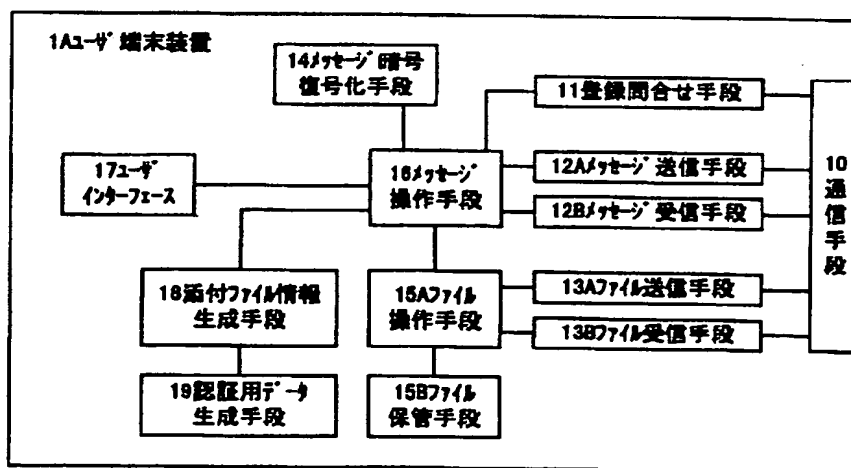 1Aユーザ端末装置
14メッセージ暗号
復号化手段
11登録問合せ手段
17ユーザ
インターフェース
16メッセージ
操作手段
12Aメッセージ送信手段
12Bメッセージ受信手段
10
通
信
手
段
18添付ファイル情報
生成手段
15Aファイル
操作手段
13Aファイル送信手段
13Bファイル受信手段
19認証用データ
生成手段
15Bファイル
保管手段